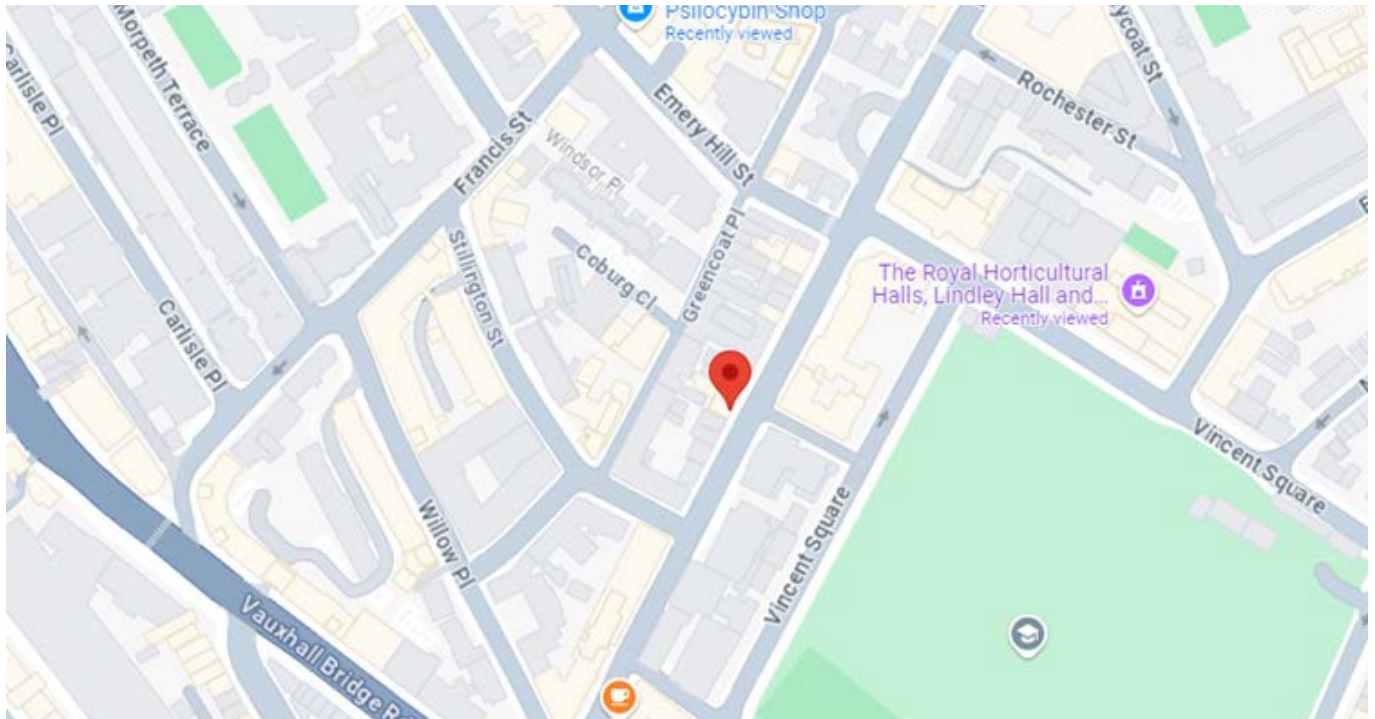 Psilocybin Shop
Recently viewed
Morpeth Terrace
Carlisle Pl
ycoat St
Rochester St
Emery Hill St
Francis St
Windsor Pl
Greencoat Pl
Stillington St
Coburg Cl
The Royal Horticultural
Halls, Lindley Hall and...
Recently viewed
Carlisle Pl
Vincent Square
Willow Pl
Vincent Square
Vauxhall Bridge R